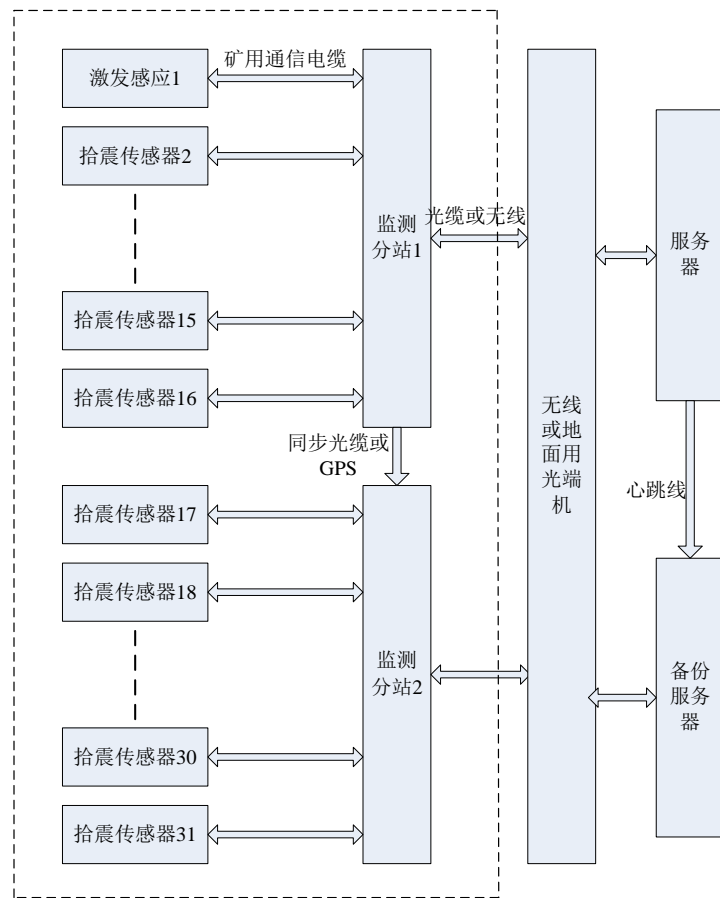 激发感应1
矿用通信电缆
拾震传感器2
监测
分站1
光缆或无线
服务
器
拾震传感器15
拾震传感器16
无线
或地
面用
光端
机
同步光缆或
GPS
心跳线
拾震传感器17
拾震传感器18
监测
分站2
备份
服务
器
拾震传感器30
拾震传感器31